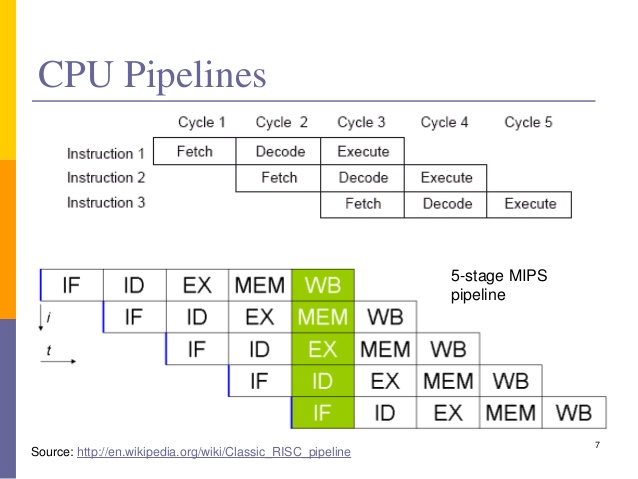 CPU Pipelines
Cycle 1 Cycle 2 Cycle 3 Cycle 4 Cycle 5
Instruction 1 Fetch Decode Execute
Instruction 2 Fetch Decode Execute
Instruction 3 Fetch Decode Execute
5-stage MIPS
pipeline
IF ID EX MEM WB
i IF ID EX MEM WB
t IF ID EX MEM WB
IF ID EX MEM WB
IF ID EX MEM WB
Source: http://en.wikipedia.org/wiki/Classic_RISC_pipeline
7